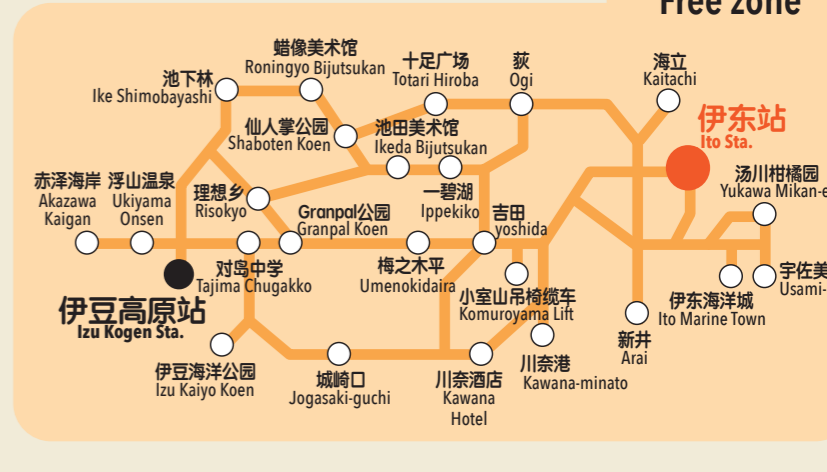 Free zone
蜡像美术馆
Roningyo Bijutsukan
十足广场
Totari Hiroba
荻
Ogi
海立
Kaitachi
池下林
Ike Shimobayashi
仙人掌公园
Shaboten Koen
池田美术馆
Ikeda Bijutsukan
伊东站
Ito Sta.
赤泽海岸
Akazawa
Kaigan
浮山温泉
Ukiyama
Onsen
理想乡
Risokyo
一碧湖
Ippekiko
汤川柑橘园
Yukawa Mikan-e
Granpal公园
Granpal Koen
吉田
yoshida
对岛中学
Tajima Chugakko
梅之木平
Umenokidaira
小室山吊椅缆车
Komuroyama Lift
伊东海洋城
Ito Marine Town
宇佐美
Usami-
伊豆高原站
Izu Kogen Sta.
新井
Arai
伊豆海洋公园
Izu Kaiyo Koen
城崎口
Jogasaki-guchi
川奈酒店
Kawana
Hotel
川奈港
Kawana-minato